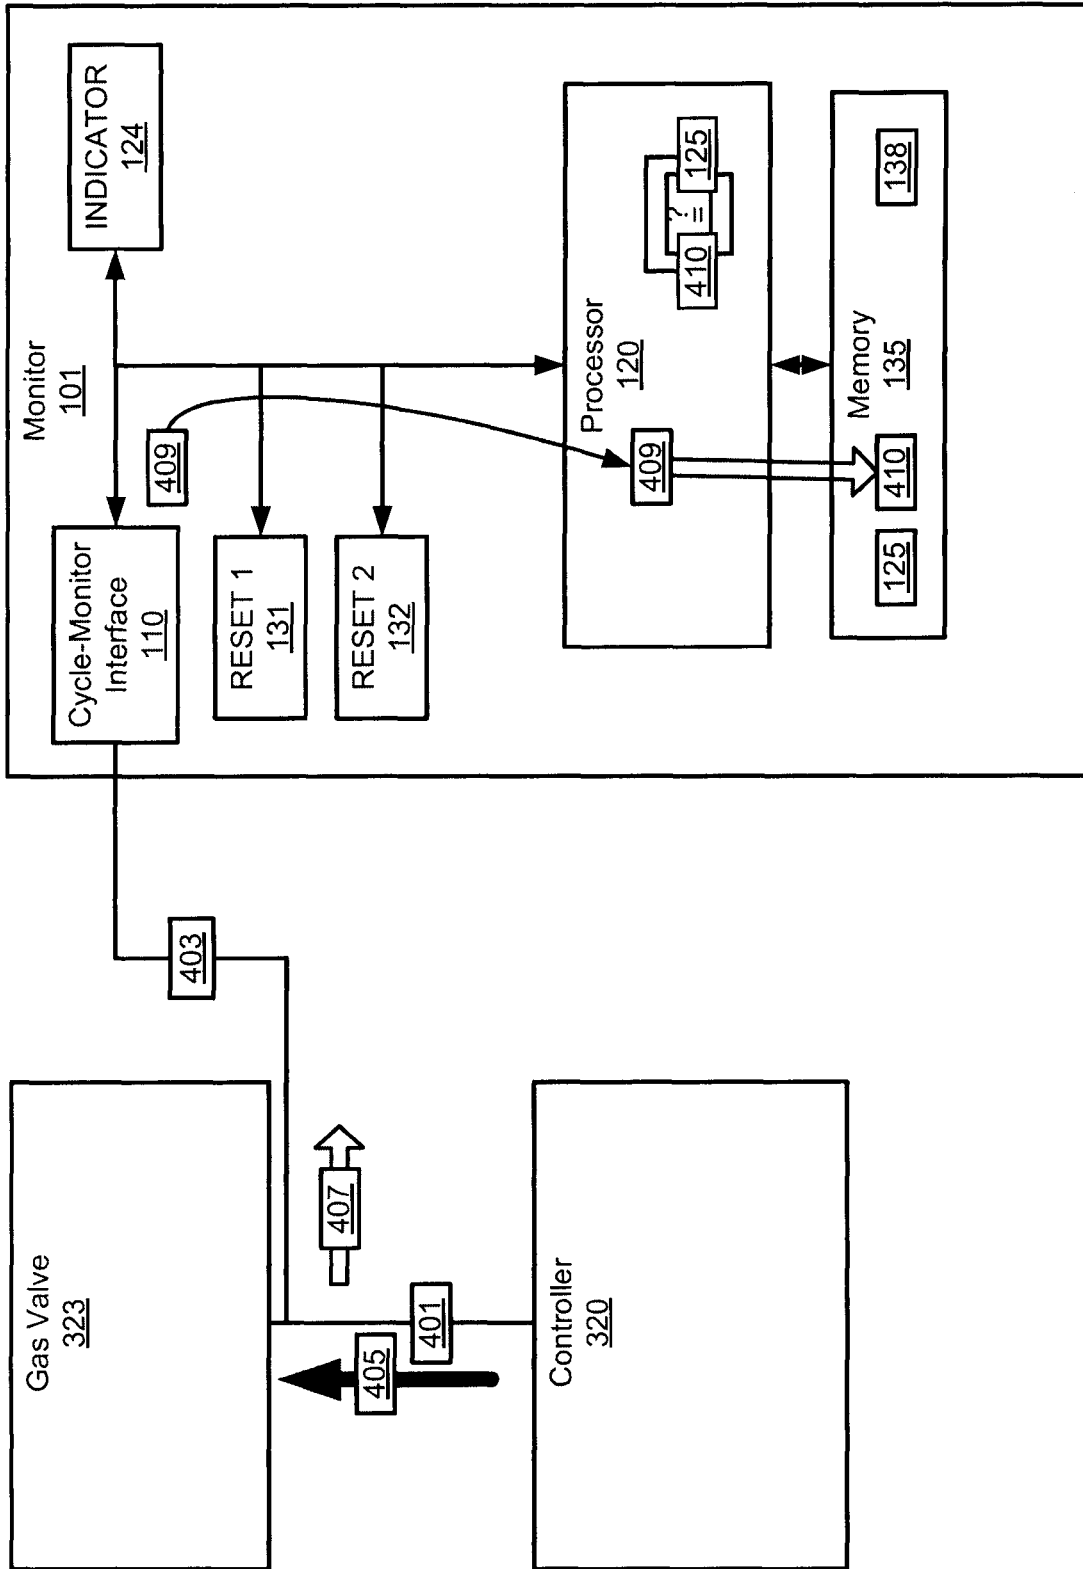 Monitor
101
INDICATOR
124
Cycle-Monitor
Interface
110
409
RESET 1
131
RESET 2
132
Processor
120
409
410
?
=
125
Memory
135
125
410
138
403
Gas Valve
323
407
405
401
Controller
320